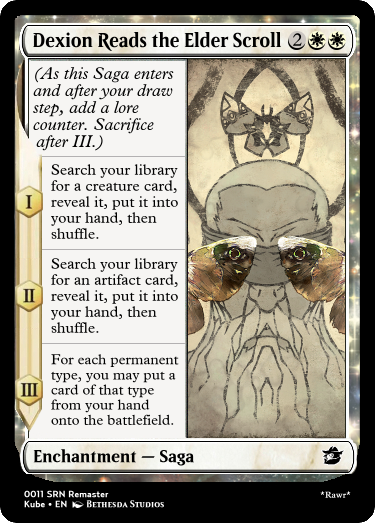 Dexion Reads the Elder Scroll 2
(As this Saga enters
and after your draw
step, add a lore
counter. Sacrifice
after III.)
I
Search your library
for a creature card,
reveal it, put it into
your hand, then
shuffle.
II
Search your library
for an artifact card,
reveal it, put it into
your hand, then
shuffle.
III
For each permanent
type, you may put a
card of that type
from your hand
onto the battlefield.
Enchantment — Saga
0011 SRN Remaster
Kube • EN Bethesda Studios
*Rawr*